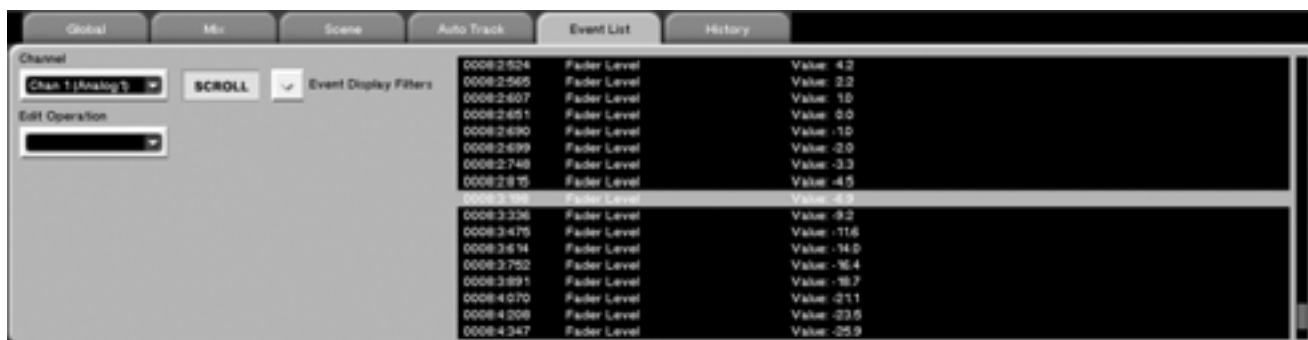 Global Mix Scene Auto Track Event List History
Channel
Chan 1 (Analog 1) SCROLL Event Display Filters
Edit Operation
0008:2:524 Fader Level Value: 4.2
0008:2:565 Fader Level Value: 2.2
0008:2:607 Fader Level Value: 1.0
0008:2:651 Fader Level Value: 0.0
0008:2:690 Fader Level Value: -1.0
0008:2:699 Fader Level Value: -2.0
0008:2:748 Fader Level Value: -3.3
0008:2:815 Fader Level Value: -4.5
0008:3:198 Fader Level Value: -6.9
0008:3:336 Fader Level Value: -9.2
0008:3:475 Fader Level Value: -11.6
0008:3:614 Fader Level Value: -14.0
0008:3:752 Fader Level Value: -16.4
0008:3:891 Fader Level Value: -18.7
0008:4:070 Fader Level Value: -21.1
0008:4:208 Fader Level Value: -23.5
0008:4:347 Fader Level Value: -25.9